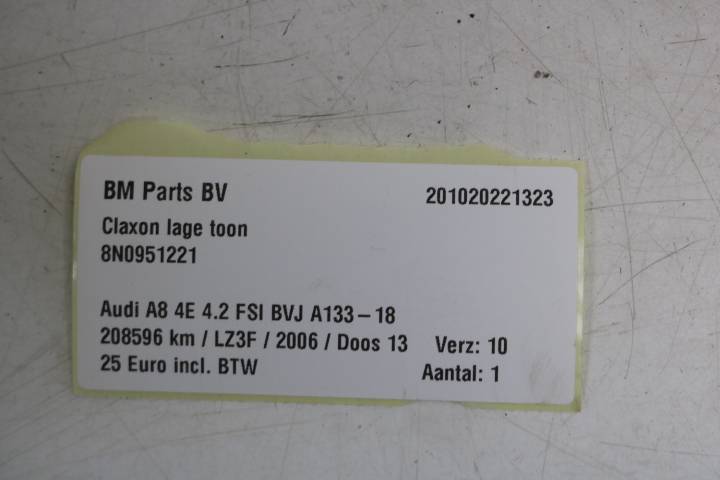 BM Parts BV 201020221323
Claxon lage toon
8N0951221
Audi A8 4E 4.2 FSI BVJ A133-18
208596 km / LZ3F / 2006 / Doos 13 Verz: 10
25 Euro incl. BTW Aantal: 1